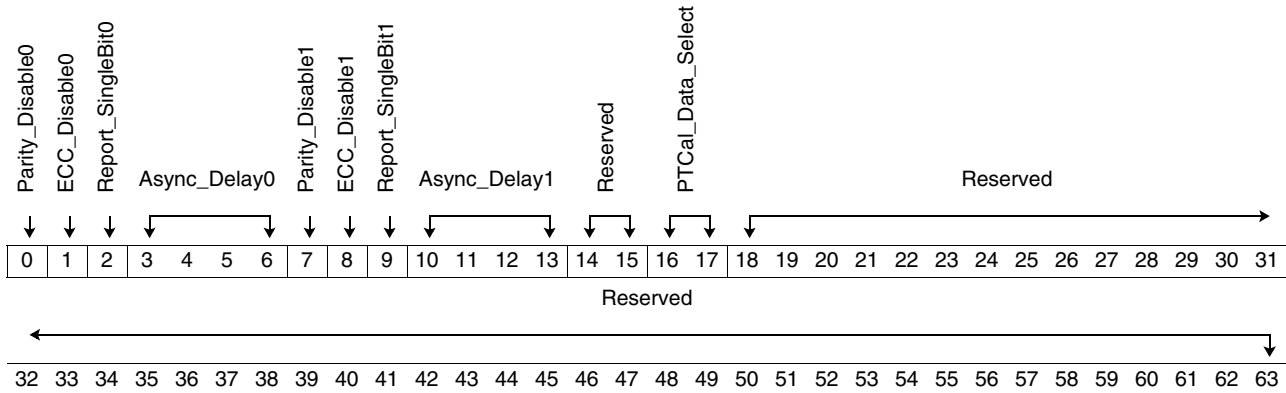 Parity_Disable0
ECC_Disable0
Report_SingleBit0
Async_Delay0
Parity_Disable1
ECC_Disable1
Report_SingleBit1
Async_Delay1
Reserved
PTCal_Data_Select
Reserved
0 1 2 3 4 5 6 7 8 9 10 11 12 13 14 15 16 17 18 19 20 21 22 23 24 25 26 27 28 29 30 31
Reserved
32 33 34 35 36 37 38 39 40 41 42 43 44 45 46 47 48 49 50 51 52 53 54 55 56 57 58 59 60 61 62 63